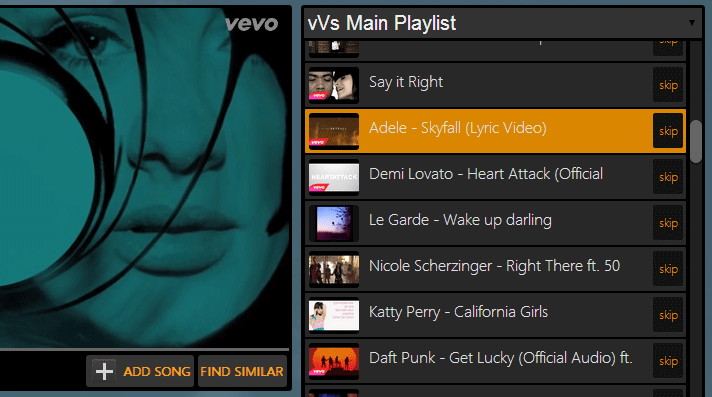 vevo
vVs Main Playlist
skip
Say it Right
skip
Adele - Skyfall (Lyric Video)
skip
Demi Lovato - Heart Attack (Official
skip
Le Garde - Wake up darling
skip
Nicole Scherzinger - Right There ft. 50
skip
Katty Perry - California Girls
skip
Daft Punk - Get Lucky (Official Audio) ft.
skip
ADD SONG
FIND SIMILAR